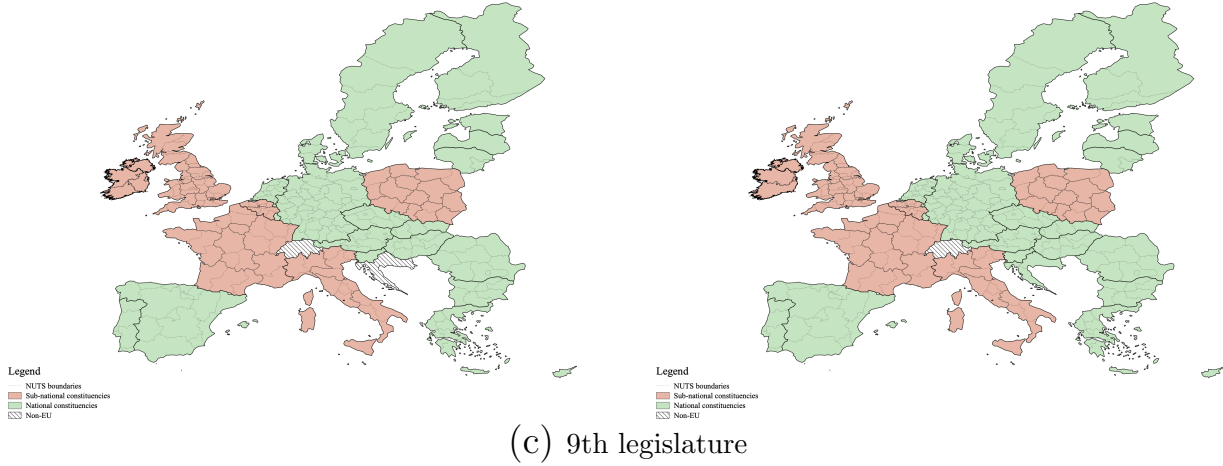 Legend
NUTS boundaries
Sub-national constituencies
National constituencies
Non-EU
Legend
NUTS boundaries
Sub-national constituencies
National constituencies
Non-EU
(c) 9th legislature